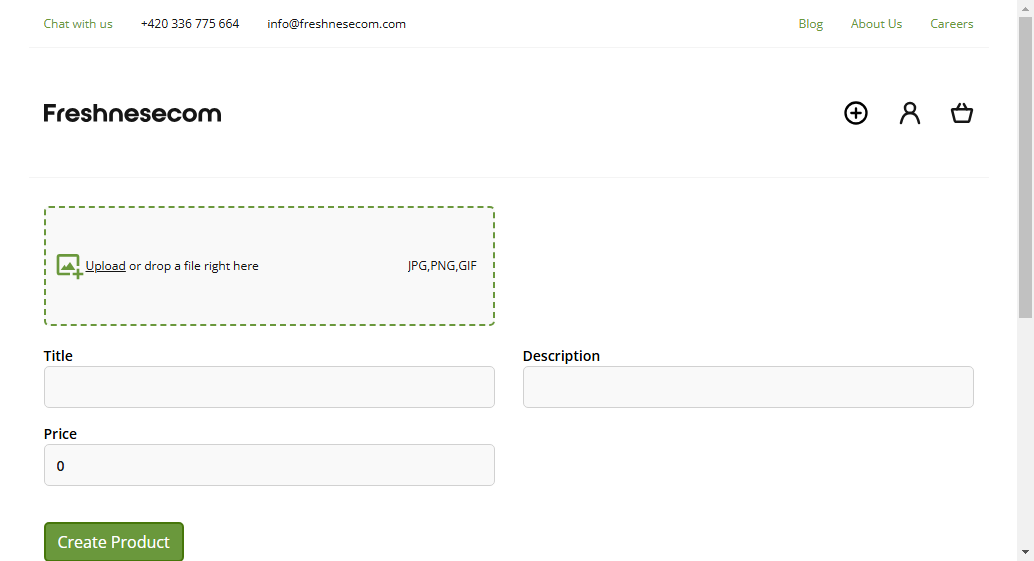 Chat with us +420 336 775 664 info@freshnesecom.com Blog About Us Careers
Freshnesecom
Upload or drop a file right here JPG,PNG,GIF
Title Description
Price
0
Create Product